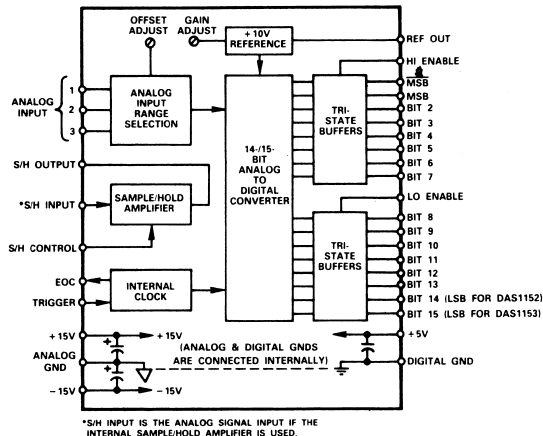 OFFSET ADJUST
GAIN ADJUST
+10V REFERENCE
REF OUT
HI ENABLE
MSB
MSB
BIT 2
BIT 3
BIT 4
BIT 5
BIT 6
BIT 7
ANALOG INPUT
1
2
3
ANALOG INPUT RANGE SELECTION
14-/15-BIT ANALOG TO DIGITAL CONVERTER
TRI-STATE BUFFERS
S/H OUTPUT
*S/H INPUT
SAMPLE/HOLD AMPLIFIER
S/H CONTROL
EOC
TRIGGER
INTERNAL CLOCK
LO ENABLE
TRI-STATE BUFFERS
BIT 8
BIT 9
BIT 10
BIT 11
BIT 12
BIT 13
BIT 14 (LSB FOR DAS1152)
BIT 15 (LSB FOR DAS1153)
+15V
+15V
(ANALOG & DIGITAL GNDS ARE CONNECTED INTERNALLY)
+5V
ANALOG GND
DIGITAL GND
-15V
-15V
*S/H INPUT IS THE ANALOG SIGNAL INPUT IF THE
INTERNAL SAMPLE/HOLD AMPLIFIER IS USED.